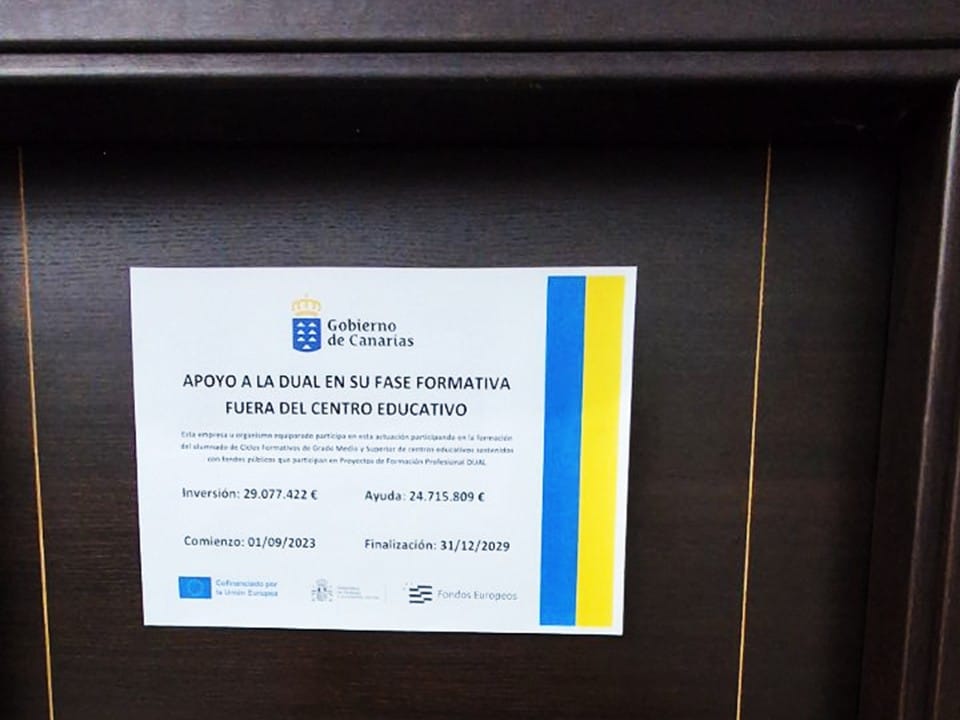 Gobierno
de Canarias
APOYO A LA DUAL EN SU FASE FORMATIVA
FUERA DEL CENTRO EDUCATIVO
Esta empresa u organismo equiparado participa en esta actuación participando en la formación
del alumnado de Ciclos Formativos de Grado Medio y Superior de centros educativos sostenidos
con fondos públicos que participan en Proyectos de Formación Profesional DUAL
Inversión: 29.077.422 € Ayuda: 24.715.809 €
Comienzo: 01/09/2023 Finalización: 31/12/2029
Cofinanciado por
la Unión Europea
Fondos Europeos